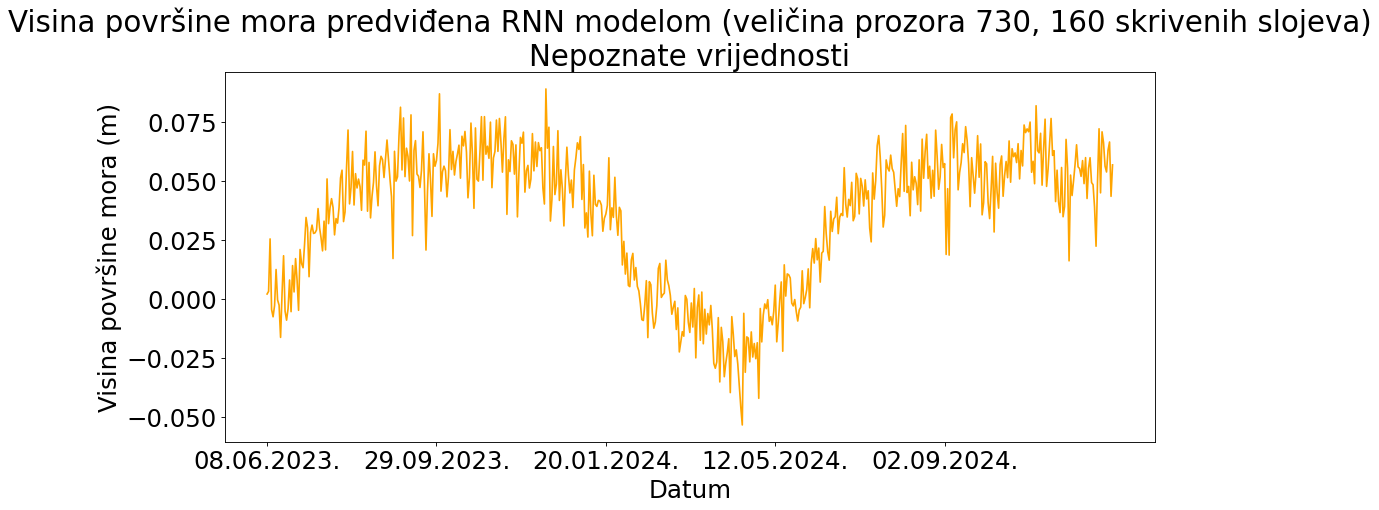 Visina površine mora predviđena RNN modelom (veličina prozora 730, 160 skrivenih slojeva)
Nepoznate vrijednosti
Visina površine mora (m)
0.075
0.050
0.025
0.000
−0.025
−0.050
08.06.2023. 29.09.2023. 20.01.2024. 12.05.2024. 02.09.2024.
Datum